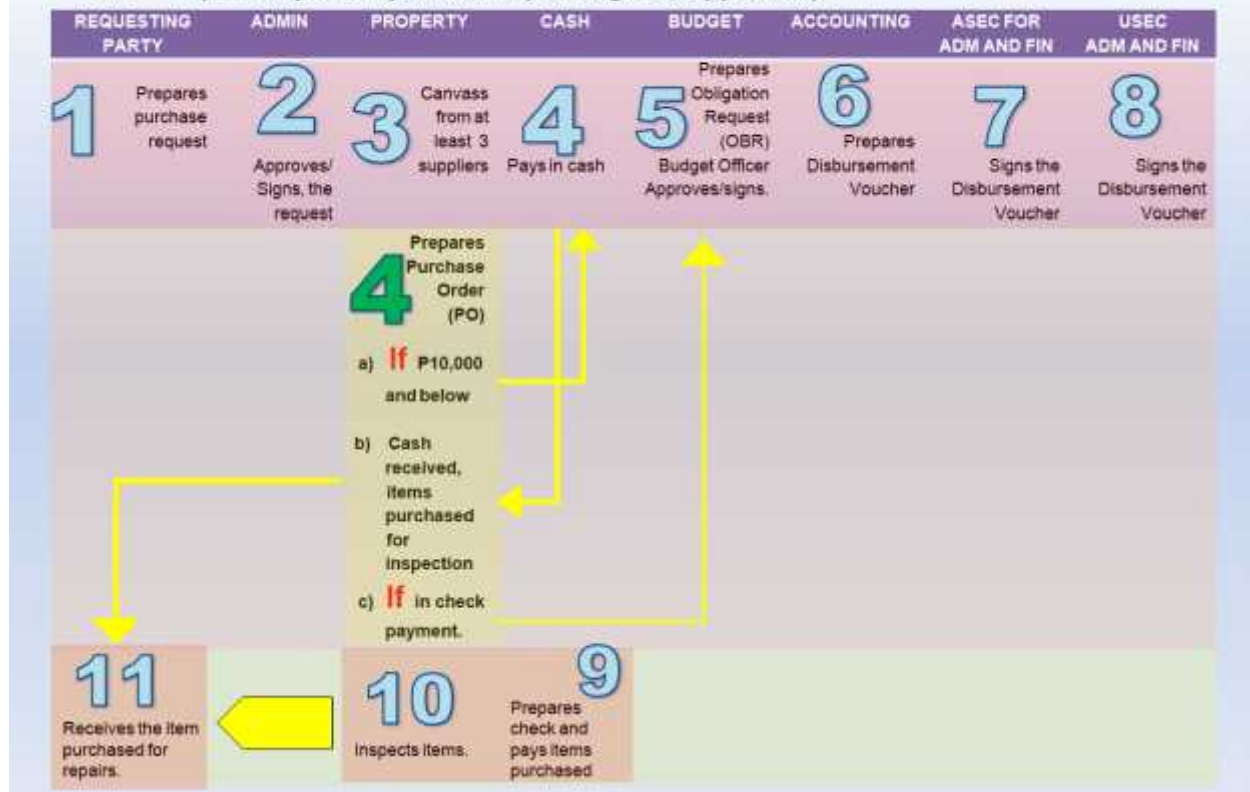 REQUESTING
PARTY
ADMIN
PROPERTY
CASH
BUDGET
ACCOUNTING
ASEC FOR
ADM AND FIN
USEC
ADM AND FIN
1
Prepares
purchase
request
2
Approves/
Signs, the
request
3
Canvass
from at
least 3
suppliers
4
Pays in cash
5
Prepares
Obligation
Request
(OBR)
Budget Officer
Approves/signs.
6
Prepares
Disbursement
Voucher
7
Signs the
Disbursement
Voucher
8
Signs the
Disbursement
Voucher
4
Prepares
Purchase
Order
(PO)
a) If P10,000
and below
b) Cash
received,
items
purchased
for
inspection
c) If in check
payment.
11
Receives the item
purchased for
repairs.
10
Inspects items.
9
Prepares
check and
pays items
purchased